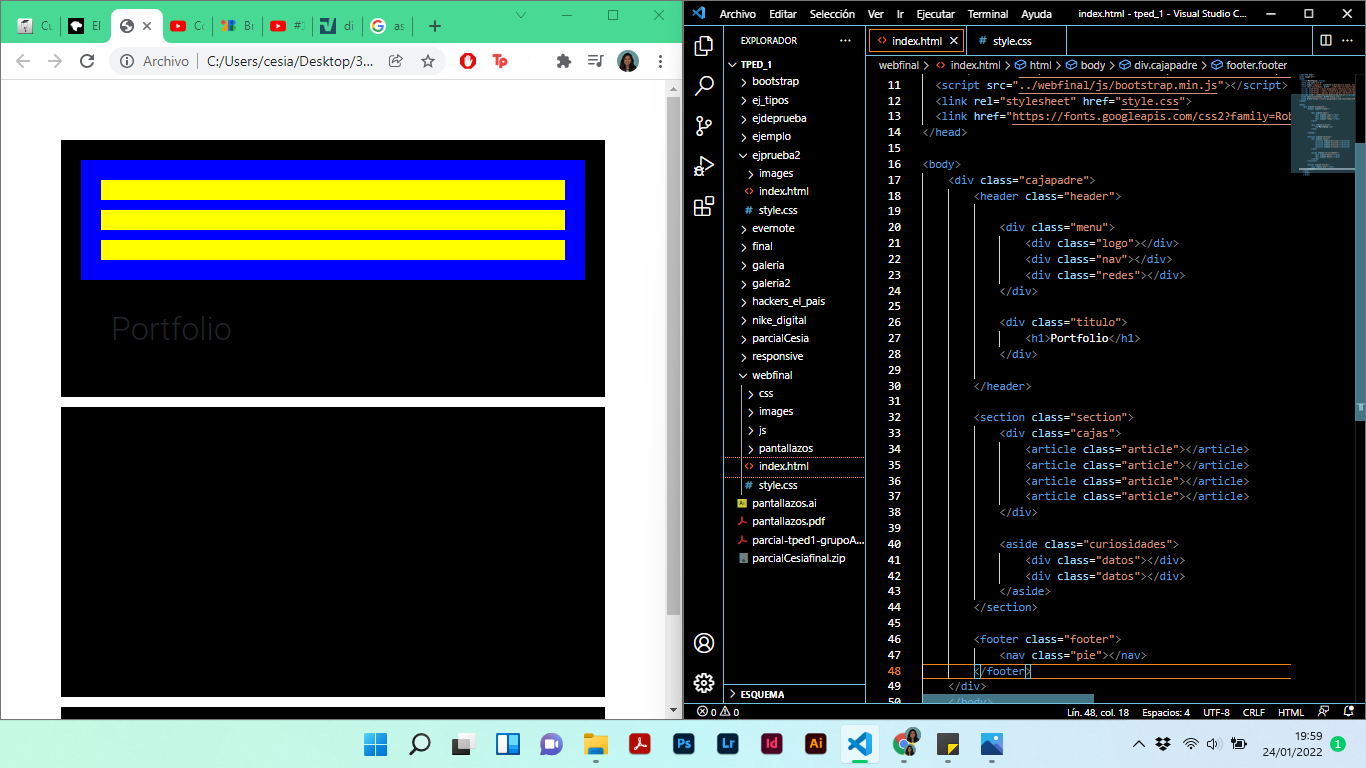 Cu
El
Co
Br
#1
di
as
Archivo
C:/Users/cesia/Desktop/3...
Portfolio
Archivo Editar Selección Ver Ir Ejecutar Terminal Ayuda
index.html - tped_1 - Visual Studio C...
EXPLORADOR
TPED_1
bootstrap
ej_tipos
ejdeprueba
ejemplo
ejprueba2
images
index.html
style.css
evernote
final
galeria
galeria2
hackers_el_pais
nike_digital
parcialCesia
responsive
webfinal
css
images
js
pantallazos
index.html
style.css
pantallazos.ai
pantallazos.pdf
parcial-tped1-grupoA...
parcialCesiafinal.zip
ESQUEMA
index.html
style.css
webfinal > index.html > html > body > div.cajapadre > footer.footer
11 <script src="../webfinal/js/bootstrap.min.js"></script>
12 <link rel="stylesheet" href="style.css">
13 <link href="https://fonts.googleapis.com/css2?family=Rob
14 </head>
15
16 <body>
17 <div class="cajapadre">
18 <header class="header">
19
20 <div class="menu">
21 <div class="logo"></div>
22 <div class="nav"></div>
23 <div class="redes"></div>
24 </div>
25
26 <div class="titulo">
27 <h1>Portfolio</h1>
28 </div>
29
30 </header>
31
32 <section class="section">
33 <div class="cajas">
34 <article class="article"></article>
35 <article class="article"></article>
36 <article class="article"></article>
37 <article class="article"></article>
38 </div>
39
40 <aside class="curiosidades">
41 <div class="datos"></div>
42 <div class="datos"></div>
43 </aside>
44 </section>
45
46 <footer class="footer">
47 <nav class="pie"></nav>
48 </footer>
49 </div>
50 </body>
0 0
Lín. 48, col. 18 Espacios: 4 UTF-8 CRLF HTML
Ps
Lr
Id
Ai
19:59
24/01/2022
1